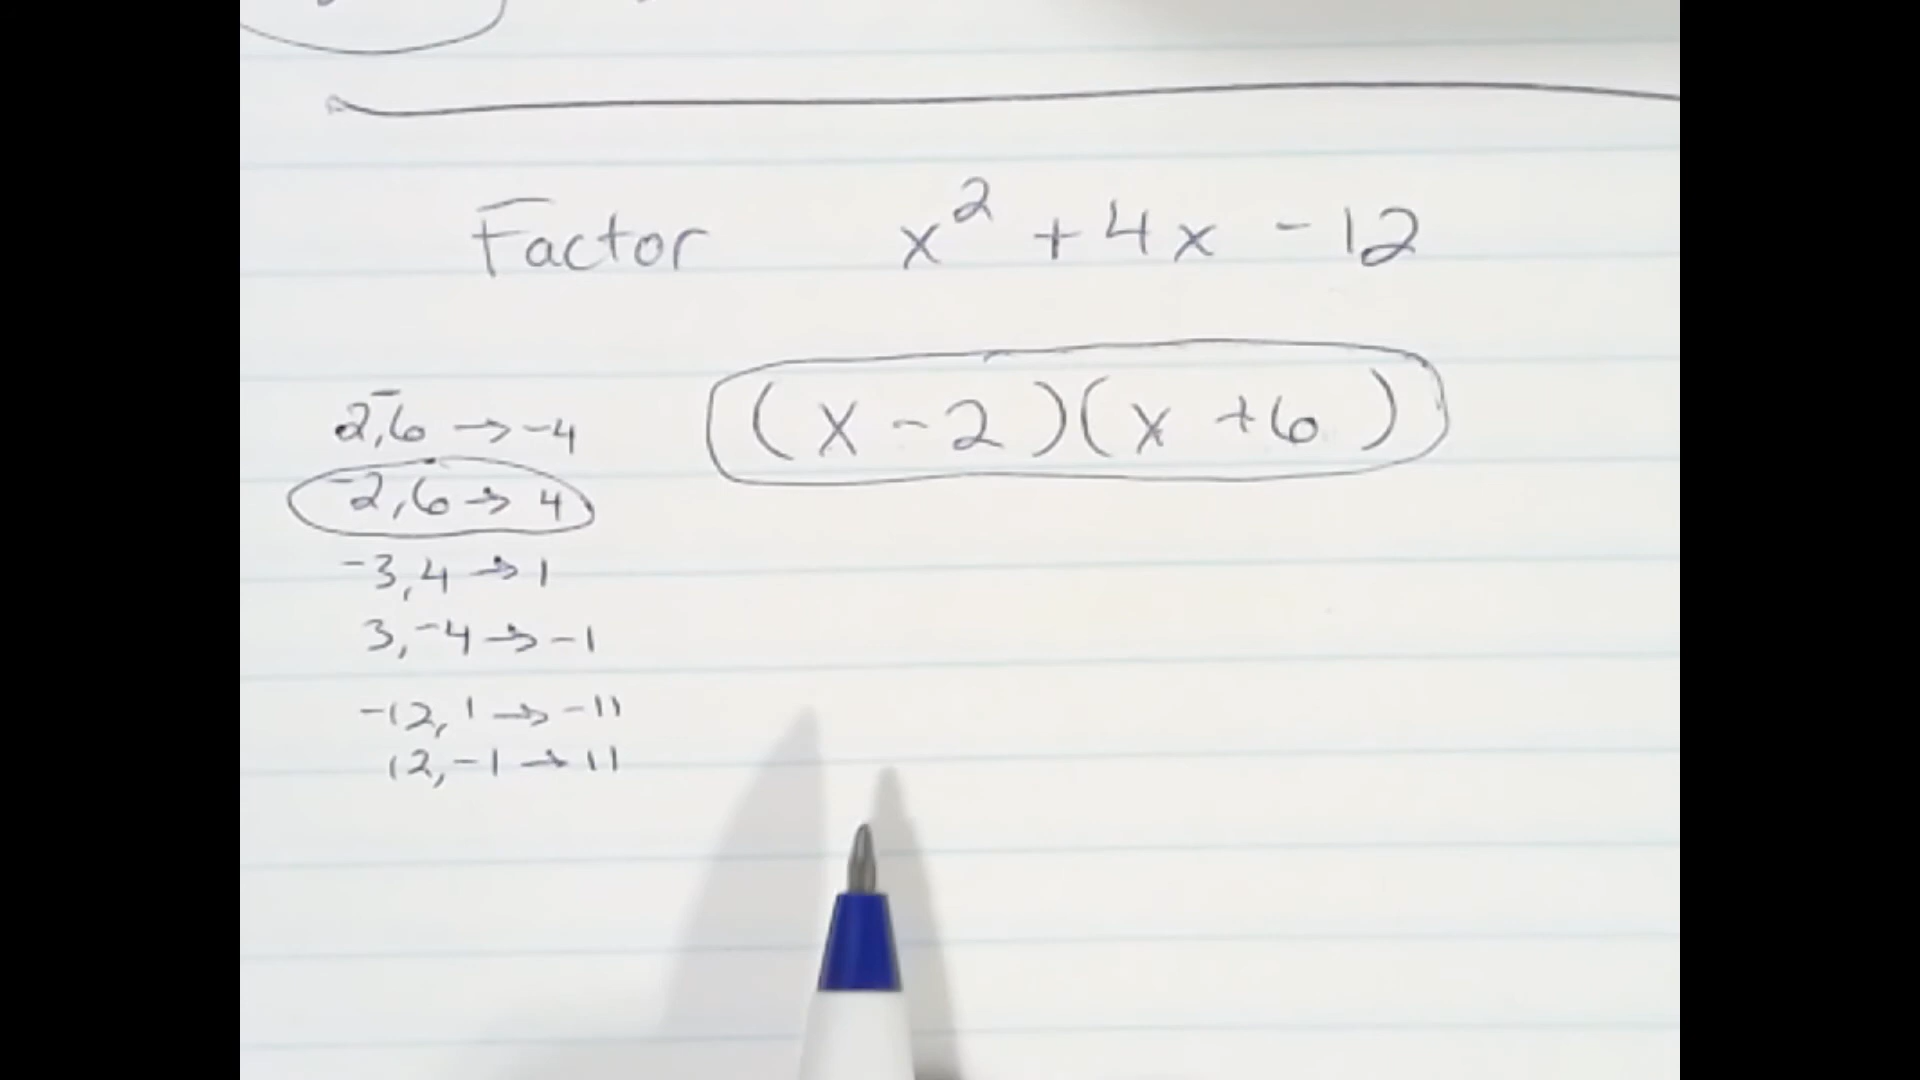 Factor x² + 4x - 12
(x - 2)(x + 6)
2, -6 → -4
-2, 6 → 4
-3, 4 → 1
3, -4 → -1
-12, 1 → -11
12, -1 → 11